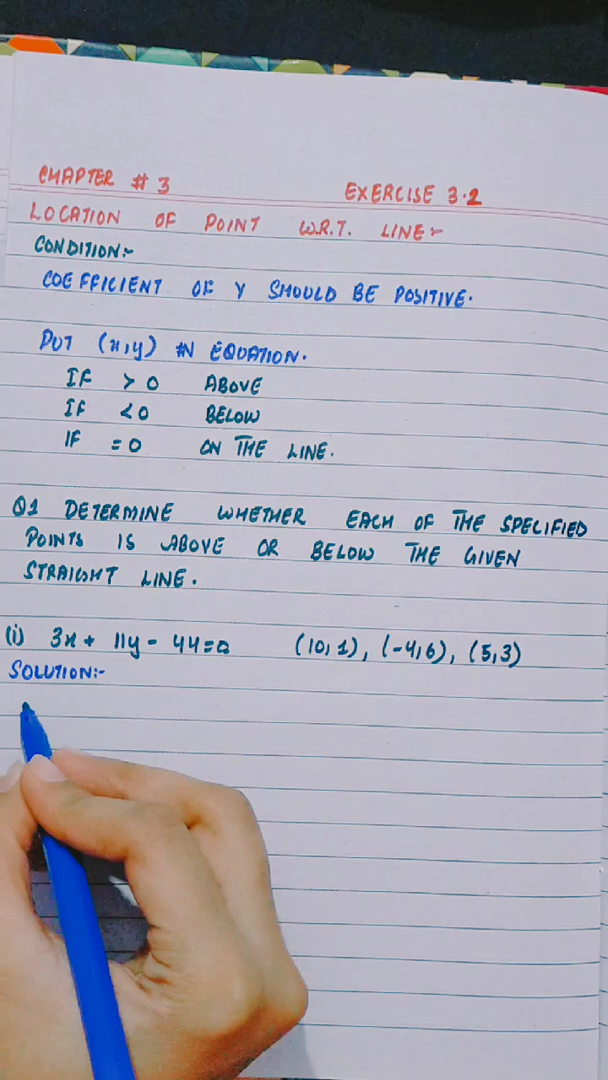 CHAPTER # 3 EXERCISE 3.2
LOCATION OF POINT W.R.T. LINE:-
CONDITION:-
COEFFICIENT OF Y SHOULD BE POSITIVE.
PUT (x,y) IN EQUATION.
IF > 0 ABOVE
IF < 0 BELOW
IF = 0 ON THE LINE.
Q1 DETERMINE WHETHER EACH OF THE SPECIFIED
POINTS IS ABOVE OR BELOW THE GIVEN
STRAIGHT LINE.
(i) 3x + 11y - 44=0 (10,1), (-4,6), (5,3)
SOLUTION:-